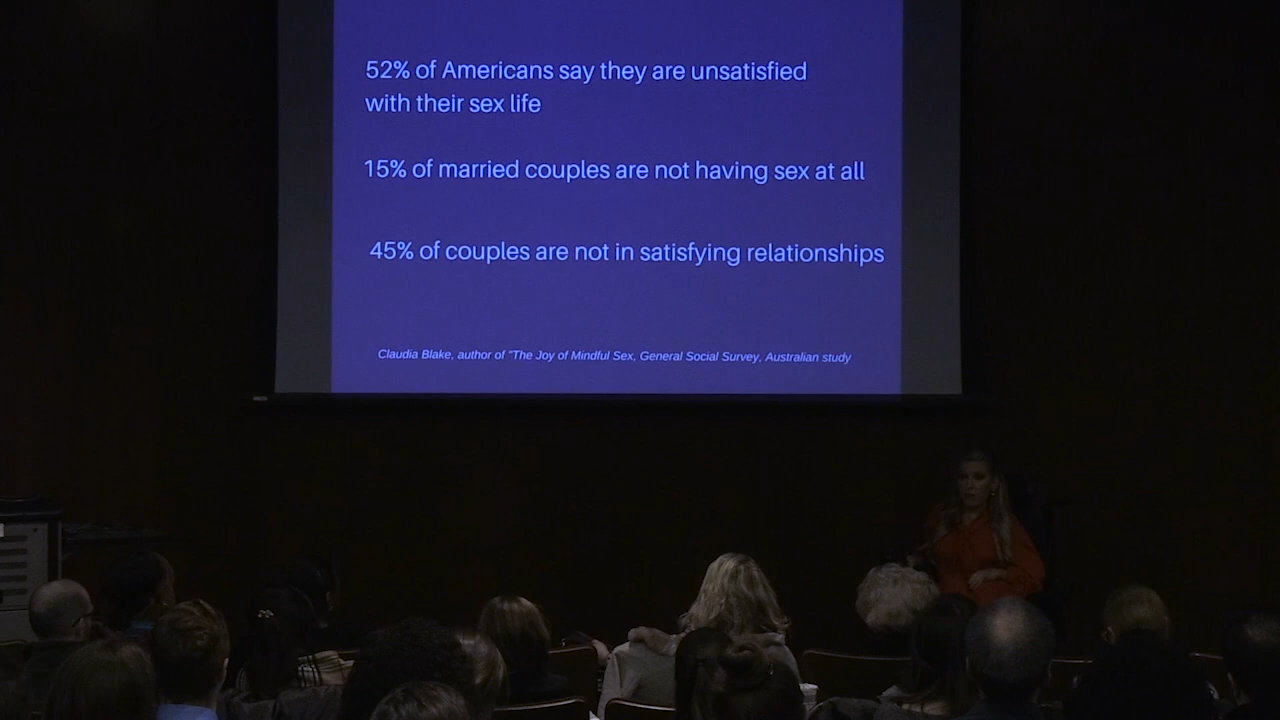 52% of Americans say they are unsatisfied
with their sex life
15% of married couples are not having sex at all
45% of couples are not in satisfying relationships
Claudia Blake, author of "The Joy of Mindful Sex, General Social Survey, Australian study